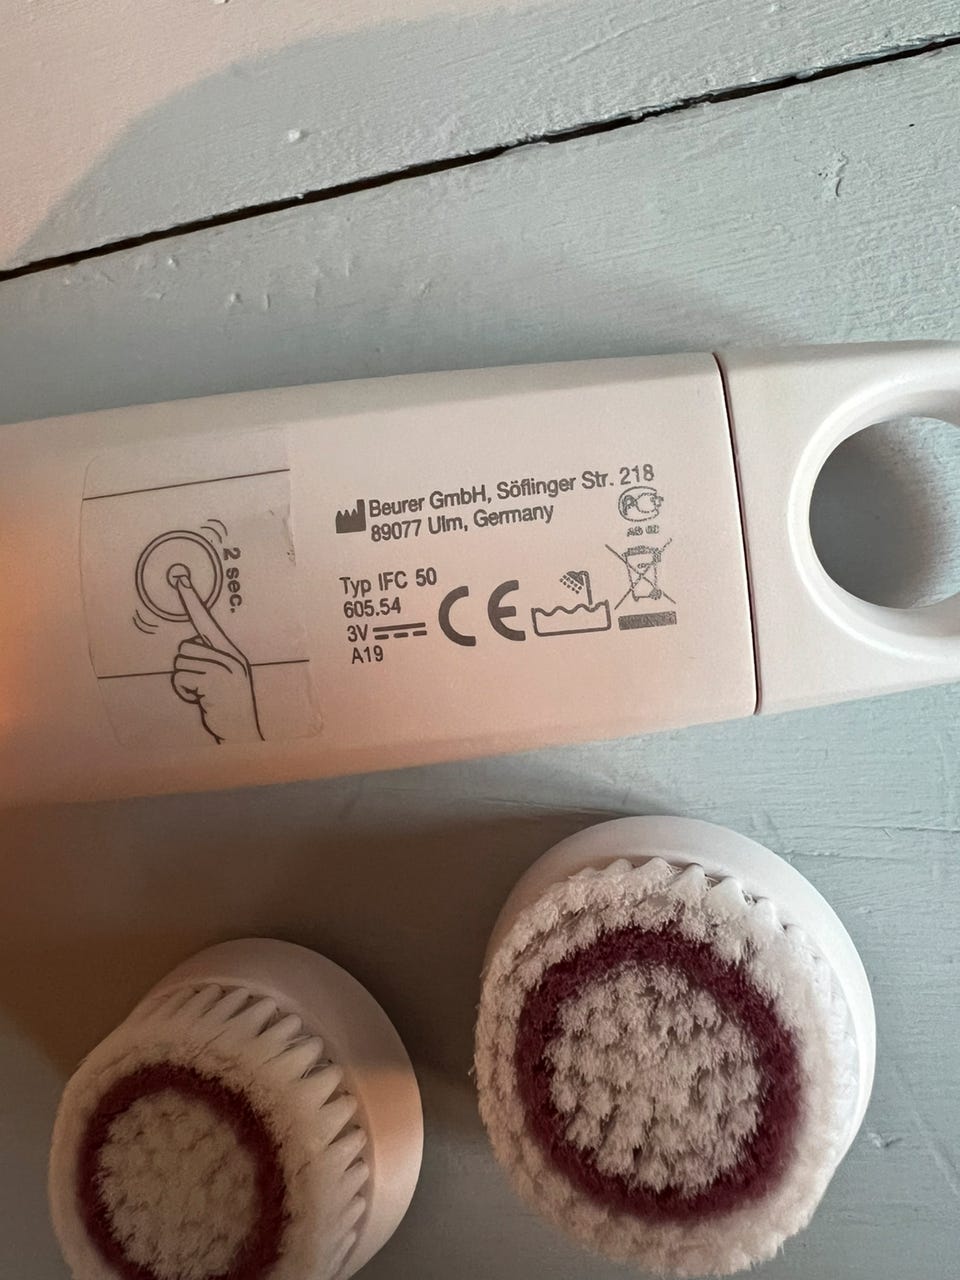 2 sec.
Beurer GmbH, Söflinger Str. 218
89077 Ulm, Germany
Typ IFC 50
605.54
3V
A19
CE